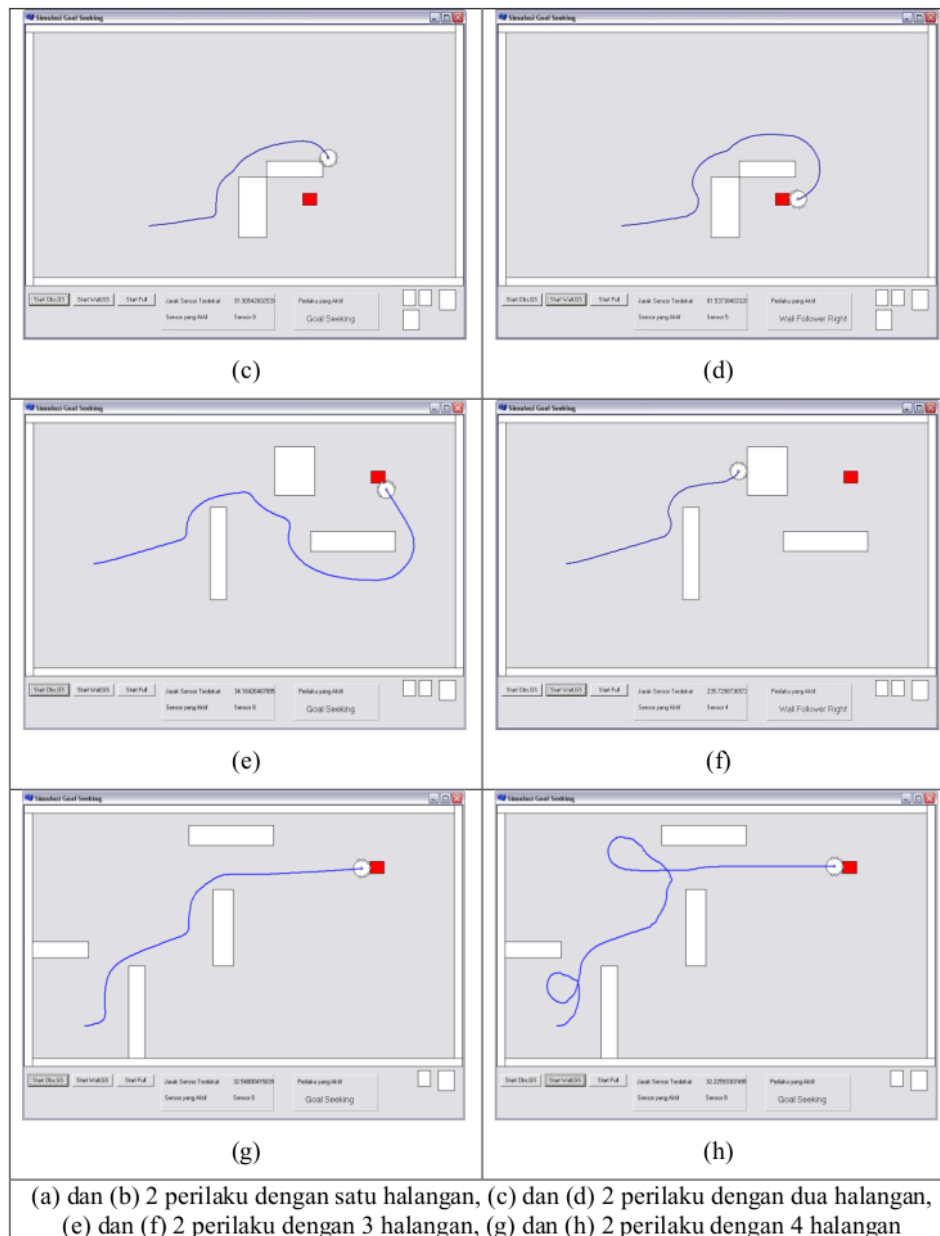 Simulasi Goal Seeking
Simulasi Goal Seeking
Start Obs,GS Start Wall,GS Start Full Jarak Sensor Terdekat Perilaku yang Aktif
Sensor yang Aktif Sensor 8 Goal Seeking
Start Obs,GS Start Wall,GS Start Full Jarak Sensor Terdekat Perilaku yang Aktif
Sensor yang Aktif Sensor 5 Wall Follower Right
(c) (d)
Simulasi Goal Seeking
Simulasi Goal Seeking
Start Obs,GS Start Wall,GS Start Full Jarak Sensor Terdekat Perilaku yang Aktif
Sensor yang Aktif Sensor 8 Goal Seeking
Start Obs,GS Start Wall,GS Start Full Jarak Sensor Terdekat Perilaku yang Aktif
Sensor yang Aktif Sensor 4 Wall Follower Right
(e) (f)
Simulasi Goal Seeking
Simulasi Goal Seeking
Start Obs,GS Start Wall,GS Start Full Jarak Sensor Terdekat Perilaku yang Aktif
Sensor yang Aktif Sensor 8 Goal Seeking
Start Obs,GS Start Wall,GS Start Full Jarak Sensor Terdekat Perilaku yang Aktif
Sensor yang Aktif Sensor 8 Goal Seeking
(g) (h)
(a) dan (b) 2 perilaku dengan satu halangan, (c) dan (d) 2 perilaku dengan dua halangan,
(e) dan (f) 2 perilaku dengan 3 halangan, (g) dan (h) 2 perilaku dengan 4 halangan